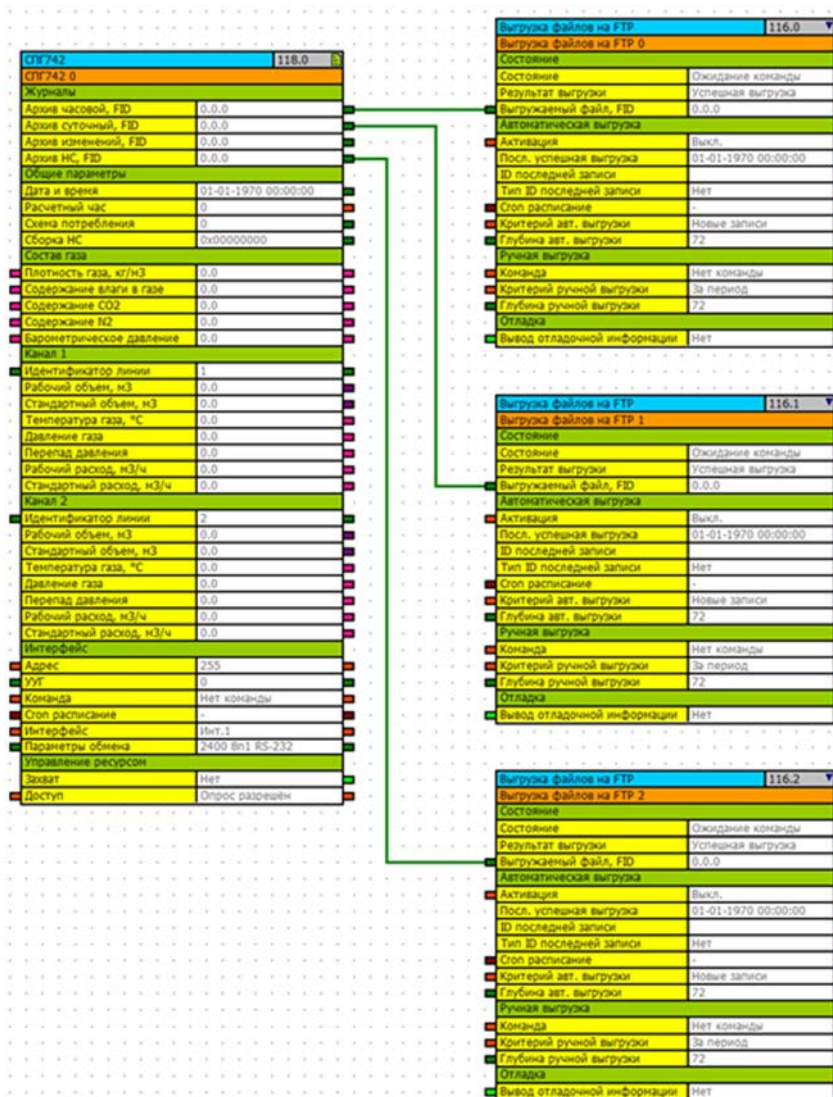 СПГ742 118.0
СПГ742 0
Журналы
Архив часовой, FID 0.0.0
Архив суточный, FID 0.0.0
Архив изменений, FID 0.0.0
Архив НС, FID 0.0.0
Общие параметры
Дата и время 01-01-1970 00:00:00
Расчетный час 0
Схема потребления 0
Сборка НС 0x00000000
Состав газа
Плотность газа, кг/м3 0.0
Содержание влаги в газе 0.0
Содержание CO2 0.0
Содержание N2 0.0
Барометрическое давление 0.0
Канал 1
Идентификатор линии 1
Рабочий объем, м3 0.0
Стандартный объем, м3 0.0
Температура газа, °C 0.0
Давление газа 0.0
Перепад давления 0.0
Рабочий расход, м3/ч 0.0
Стандартный расход, м3/ч 0.0
Канал 2
Идентификатор линии 2
Рабочий объем, м3 0.0
Стандартный объем, м3 0.0
Температура газа, °C 0.0
Давление газа 0.0
Перепад давления 0.0
Рабочий расход, м3/ч 0.0
Стандартный расход, м3/ч 0.0
Интерфейс
Адрес 255
УУГ 0
Команда Нет команды
Cron расписание -
Интерфейс Инт.1
Параметры обмена 2400 8n1 RS-232
Управление ресурсом
Захват Нет
Доступ Опрос разрешён
Выгрузка файлов на FTP 116.0
Выгрузка файлов на FTP 0
Состояние
Состояние Ожидание команды
Результат выгрузки Успешная выгрузка
Выгружаемый файл, FID 0.0.0
Автоматическая выгрузка
Активация Выкл.
Посл. успешная выгрузка 01-01-1970 00:00:00
ID последней записи
Тип ID последней записи Нет
Cron расписание -
Критерий авт. выгрузки Новые записи
Глубина авт. выгрузки 72
Ручная выгрузка
Команда Нет команды
Критерий ручной выгрузки За период
Глубина ручной выгрузки 72
Отладка
Вывод отладочной информации Нет
Выгрузка файлов на FTP 116.1
Выгрузка файлов на FTP 1
Состояние
Состояние Ожидание команды
Результат выгрузки Успешная выгрузка
Выгружаемый файл, FID 0.0.0
Автоматическая выгрузка
Активация Выкл.
Посл. успешная выгрузка 01-01-1970 00:00:00
ID последней записи
Тип ID последней записи Нет
Cron расписание -
Критерий авт. выгрузки Новые записи
Глубина авт. выгрузки 72
Ручная выгрузка
Команда Нет команды
Критерий ручной выгрузки За период
Глубина ручной выгрузки 72
Отладка
Вывод отладочной информации Нет
Выгрузка файлов на FTP 116.2
Выгрузка файлов на FTP 2
Состояние
Состояние Ожидание команды
Результат выгрузки Успешная выгрузка
Выгружаемый файл, FID 0.0.0
Автоматическая выгрузка
Активация Выкл.
Посл. успешная выгрузка 01-01-1970 00:00:00
ID последней записи
Тип ID последней записи Нет
Cron расписание -
Критерий авт. выгрузки Новые записи
Глубина авт. выгрузки 72
Ручная выгрузка
Команда Нет команды
Критерий ручной выгрузки За период
Глубина ручной выгрузки 72
Отладка
Вывод отладочной информации Нет